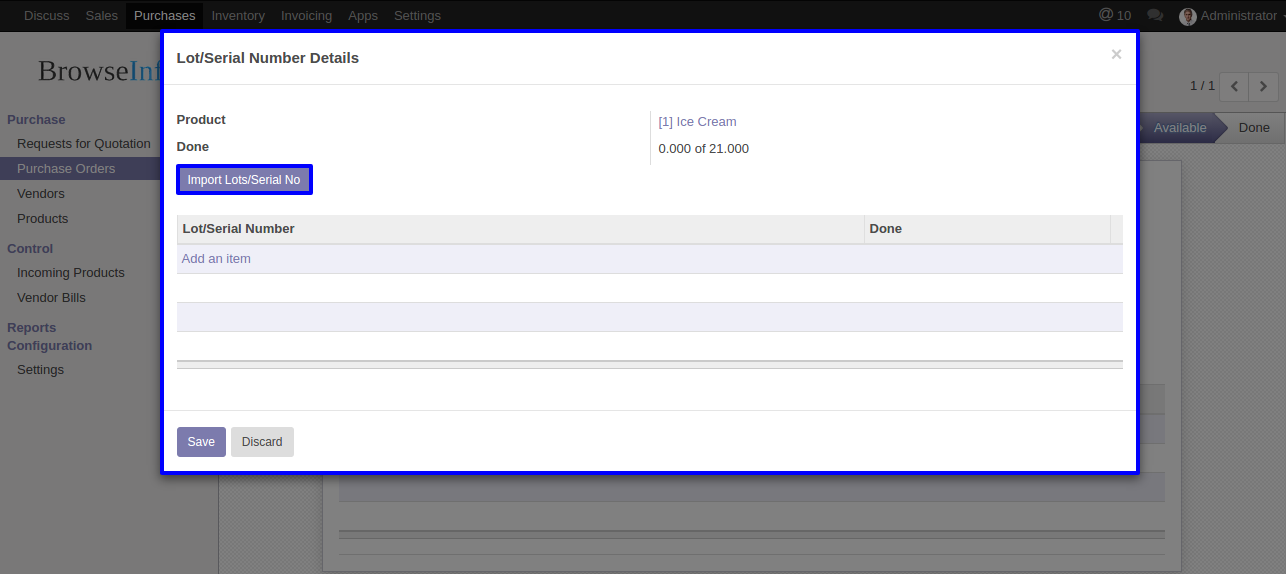 Discuss Sales Purchases Inventory Invoicing Apps Settings @ 10 Administrator
Lot/Serial Number Details ×
BrowseInf
1 / 1
Product [1] Ice Cream
Done 0.000 of 21.000
Import Lots/Serial No
Lot/Serial Number Done
Add an item
Save Discard
Purchase
Requests for Quotation
Purchase Orders
Vendors
Products
Control
Incoming Products
Vendor Bills
Reports
Configuration
Settings
Available Done